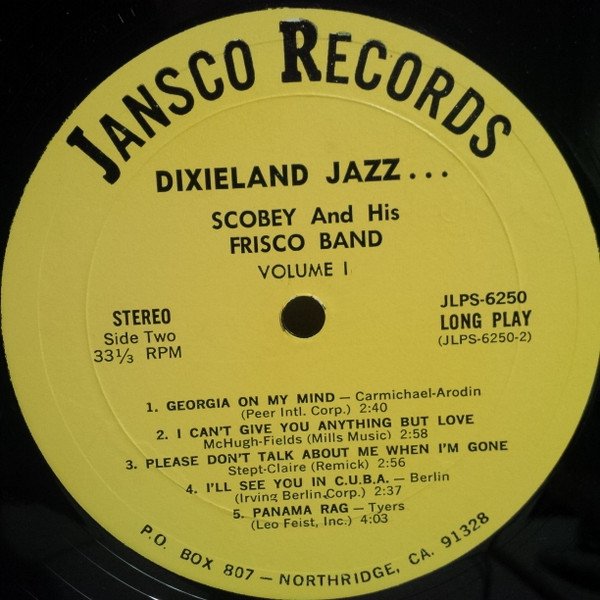 JANSCO RECORDS
DIXIELAND JAZZ...
SCOBEY And His
FRISCO BAND
VOLUME I
STEREO
Side Two
33⅓ RPM
JLPS-6250
LONG PLAY
(JLPS-6250-2)
1. GEORGIA ON MY MIND — Carmichael-Arodin
(Peer Intl. Corp.) 2:40
2. I CAN'T GIVE YOU ANYTHING BUT LOVE
McHugh-Fields (Mills Music) 2:58
3. PLEASE DON'T TALK ABOUT ME WHEN I'M GONE
Stept-Claire (Remick) 2:56
4. I'LL SEE YOU IN C.U.B.A. — Berlin
(Irving Berlin Corp.) 2:37
5. PANAMA RAG — Tyers
(Leo Feist, Inc.) 4:03
P.O. BOX 807 — NORTHRIDGE, CA. 91328